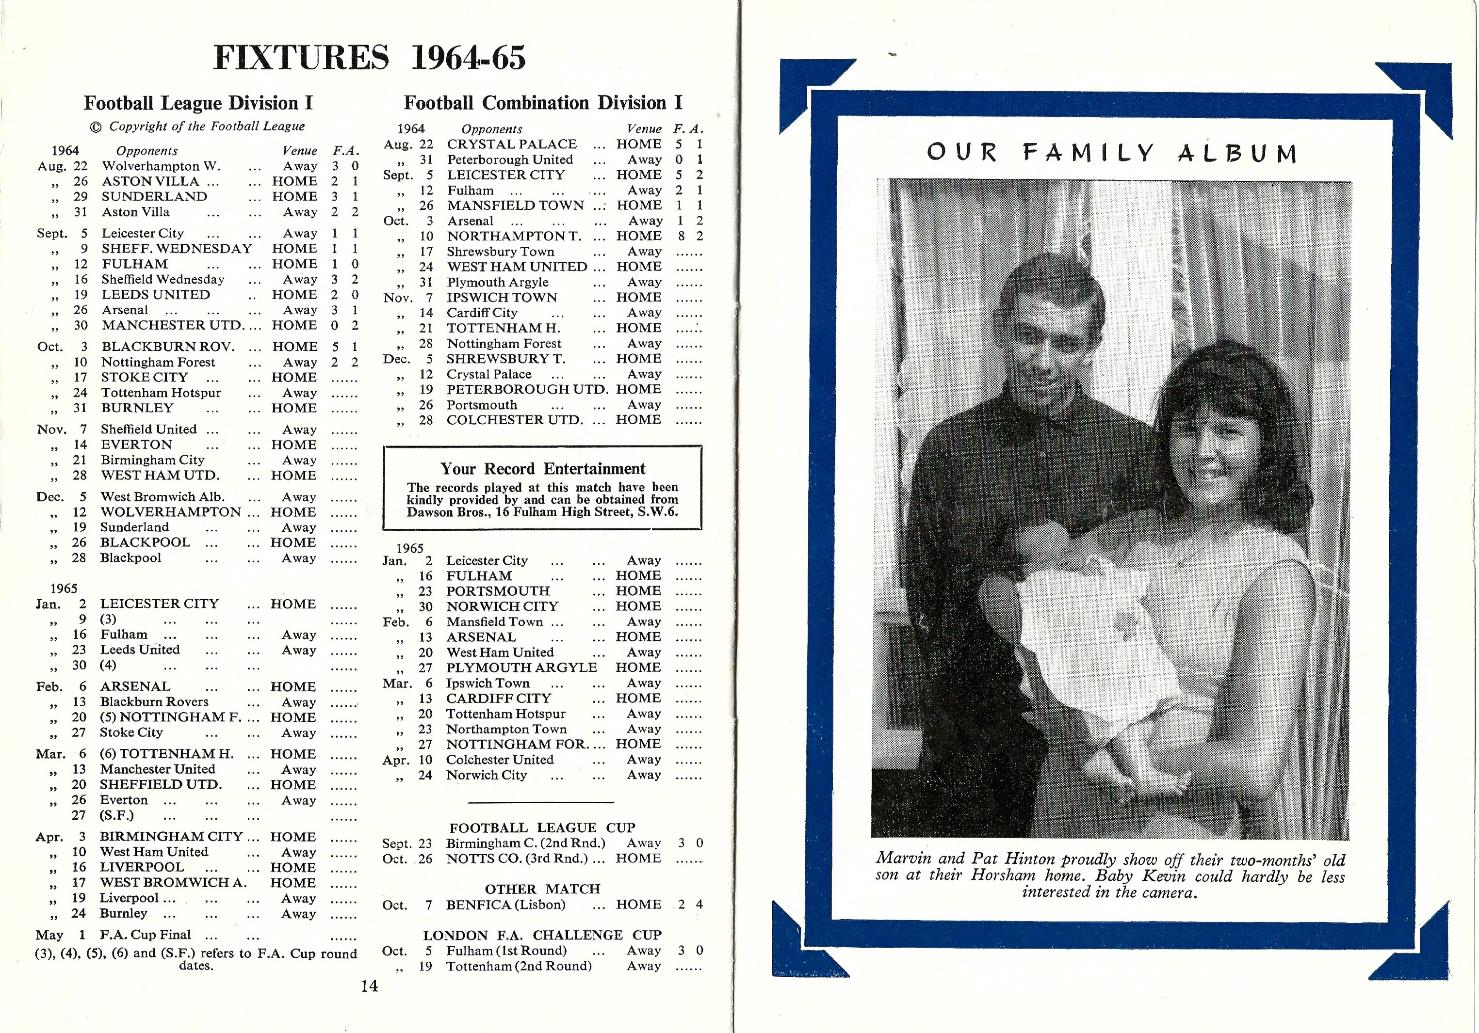 FIXTURES 1964-65
Football League Division I
© Copyright of the Football League
1964 Opponents Venue F.A.
Aug. 22 Wolverhampton W. ... Away 3 0
„ 26 ASTON VILLA ... ... HOME 2 1
„ 29 SUNDERLAND ... HOME 3 1
„ 31 Aston Villa ... ... Away 2 2
Sept. 5 Leicester City ... ... Away 1 1
„ 9 SHEFF. WEDNESDAY HOME 1 1
„ 12 FULHAM ... ... HOME 1 0
„ 16 Sheffield Wednesday ... Away 3 2
„ 19 LEEDS UNITED .. HOME 2 0
„ 26 Arsenal ... ... ... Away 3 1
„ 30 MANCHESTER UTD. ... HOME 0 2
Oct. 3 BLACKBURN ROV. ... HOME 5 1
„ 10 Nottingham Forest ... Away 2 2
„ 17 STOKE CITY ... ... HOME ......
„ 24 Tottenham Hotspur ... Away ......
„ 31 BURNLEY ... ... HOME ......
Nov. 7 Sheffield United ... ... Away ......
„ 14 EVERTON ... ... HOME ......
„ 21 Birmingham City ... Away ......
„ 28 WEST HAM UTD. ... HOME ......
Dec. 5 West Bromwich Alb. ... Away ......
„ 12 WOLVERHAMPTON ... HOME ......
„ 19 Sunderland ... ... Away ......
„ 26 BLACKPOOL ... ... HOME ......
„ 28 Blackpool ... ... Away ......
1965
Jan. 2 LEICESTER CITY ... HOME ......
„ 9 (3) ... ... ... ......
„ 16 Fulham ... ... ... Away ......
„ 23 Leeds United ... ... Away ......
„ 30 (4) ... ... ... ......
Feb. 6 ARSENAL ... ... HOME ......
„ 13 Blackburn Rovers ... Away ......
„ 20 (5) NOTTINGHAM F. ... HOME ......
„ 27 Stoke City ... ... Away ......
Mar. 6 (6) TOTTENHAM H. ... HOME ......
„ 13 Manchester United ... Away ......
„ 20 SHEFFIELD UTD. ... HOME ......
„ 26 Everton ... ... ... Away ......
27 (S.F.) ... ... ... ......
Apr. 3 BIRMINGHAM CITY ... HOME ......
„ 10 West Ham United ... Away ......
„ 16 LIVERPOOL ... ... HOME ......
„ 17 WEST BROMWICH A. HOME ......
„ 19 Liverpool ... ... ... Away ......
„ 24 Burnley ... ... ... Away ......
May 1 F.A. Cup Final ... ... ......
(3), (4), (5), (6) and (S.F.) refers to F.A. Cup round
dates.
Football Combination Division I
1964 Opponents Venue F. A.
Aug. 22 CRYSTAL PALACE ... HOME 5 1
„ 31 Peterborough United ... Away 0 1
Sept. 5 LEICESTER CITY ... HOME 5 2
„ 12 Fulham ... ... ... Away 2 1
„ 26 MANSFIELD TOWN ... HOME 1 1
Oct. 3 Arsenal ... ... ... Away 1 2
„ 10 NORTHAMPTON T. ... HOME 8 2
„ 17 Shrewsbury Town ... Away ......
„ 24 WEST HAM UNITED ... HOME ......
„ 31 Plymouth Argyle ... Away ......
Nov. 7 IPSWICH TOWN ... HOME ......
„ 14 Cardiff City ... ... Away ......
„ 21 TOTTENHAM H. ... HOME ......
„ 28 Nottingham Forest ... Away ......
Dec. 5 SHREWSBURY T. ... HOME ......
„ 12 Crystal Palace ... ... Away ......
„ 19 PETERBOROUGH UTD. HOME ......
„ 26 Portsmouth ... ... Away ......
„ 28 COLCHESTER UTD. ... HOME ......
Your Record Entertainment
The records played at this match have been
kindly provided by and can be obtained from
Dawson Bros., 16 Fulham High Street, S.W.6.
1965
Jan. 2 Leicester City ... ... Away ......
„ 16 FULHAM ... ... HOME ......
„ 23 PORTSMOUTH ... HOME ......
„ 30 NORWICH CITY ... HOME ......
Feb. 6 Mansfield Town ... ... Away ......
„ 13 ARSENAL ... ... HOME ......
„ 20 West Ham United ... Away ......
„ 27 PLYMOUTH ARGYLE HOME ......
Mar. 6 Ipswich Town ... ... Away ......
„ 13 CARDIFF CITY ... HOME ......
„ 20 Tottenham Hotspur ... Away ......
„ 23 Northampton Town ... Away ......
„ 27 NOTTINGHAM FOR. ... HOME ......
Apr. 10 Colchester United ... Away ......
„ 24 Norwich City ... ... Away ......
FOOTBALL LEAGUE CUP
Sept. 23 Birmingham C. (2nd Rnd.) Away 3 0
Oct. 26 NOTTS CO. (3rd Rnd.) ... HOME ......
OTHER MATCH
Oct. 7 BENFICA (Lisbon) ... HOME 2 4
LONDON F.A. CHALLENGE CUP
Oct. 5 Fulham (1st Round) ... Away 3 0
„ 19 Tottenham (2nd Round) Away ......
14
OUR FAMILY ALBUM
Marvin and Pat Hinton proudly show off their two-months' old
son at their Horsham home. Baby Kevin could hardly be less
interested in the camera.